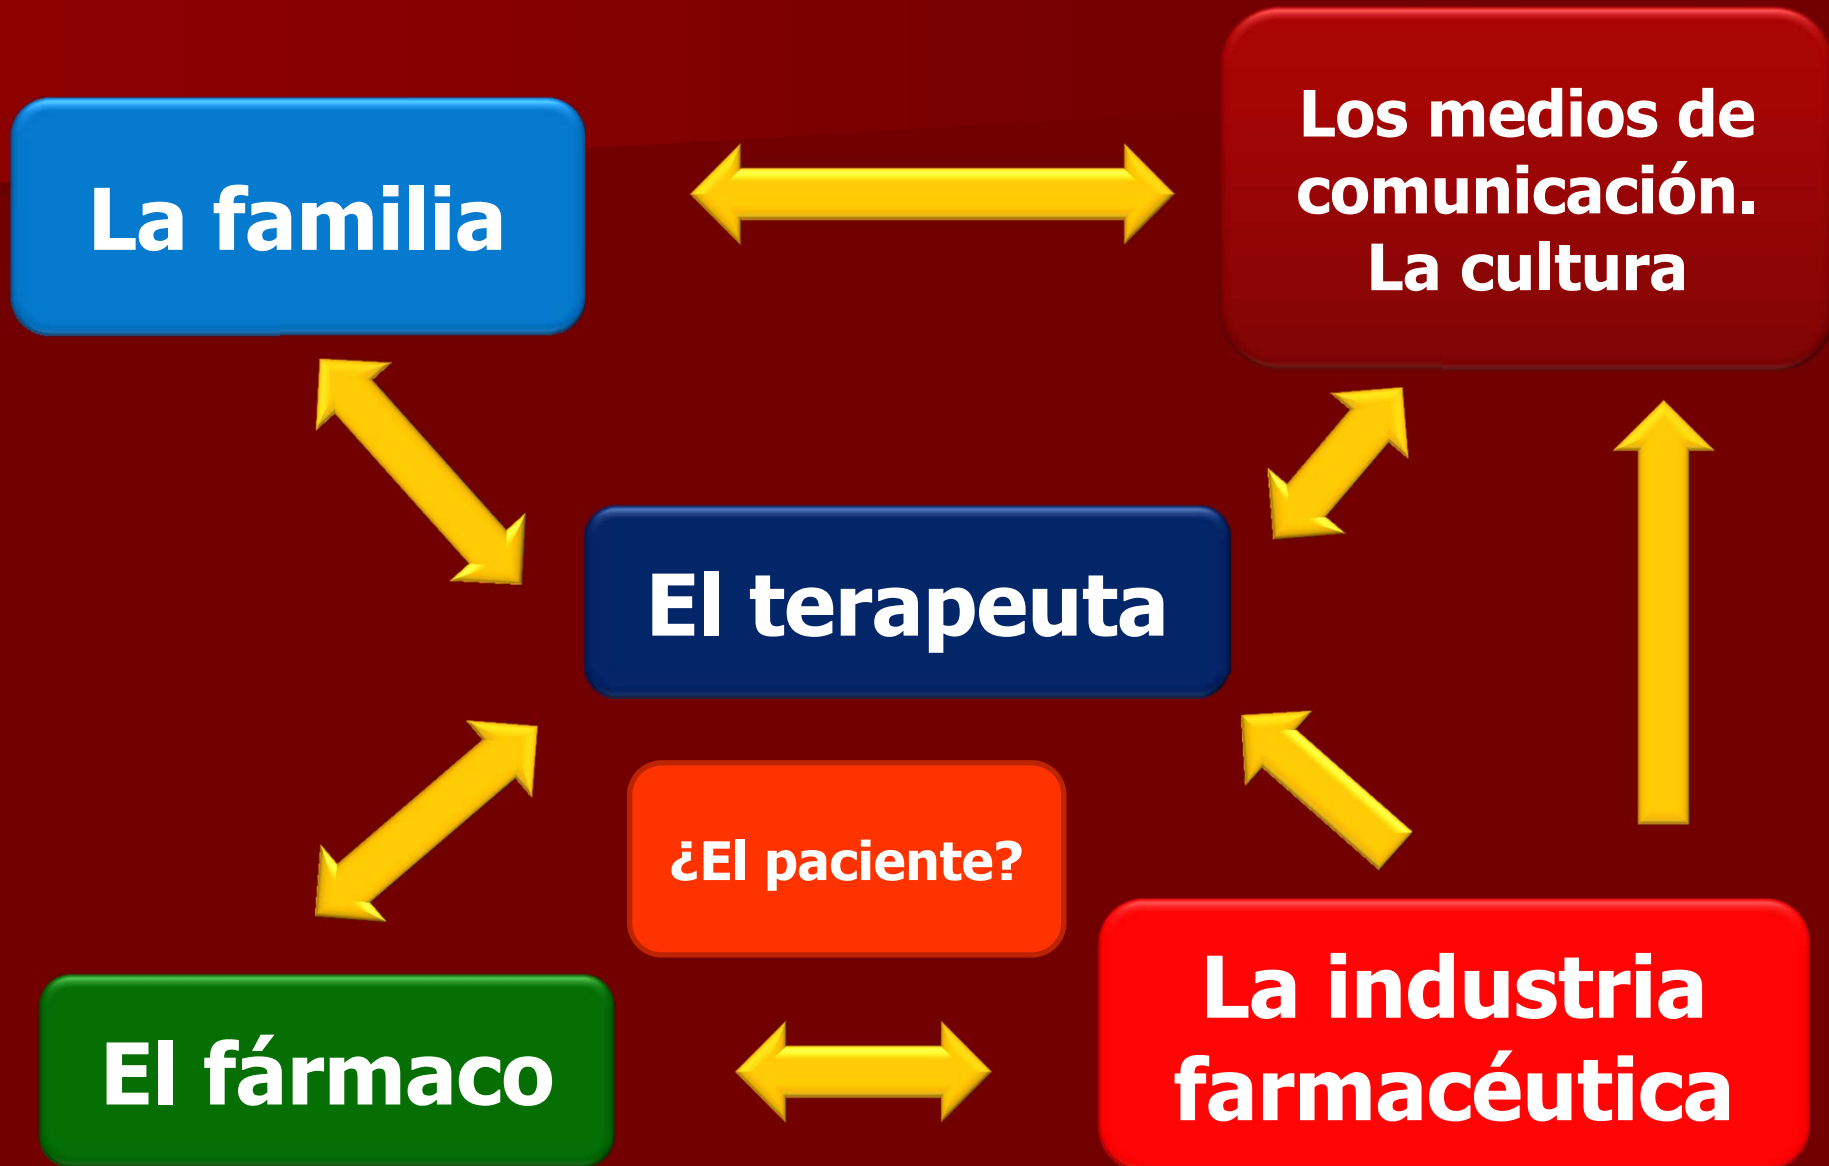 La familia
Los medios de
comunicación.
La cultura
El terapeuta
¿El paciente?
El fármaco
La industria
farmacéutica